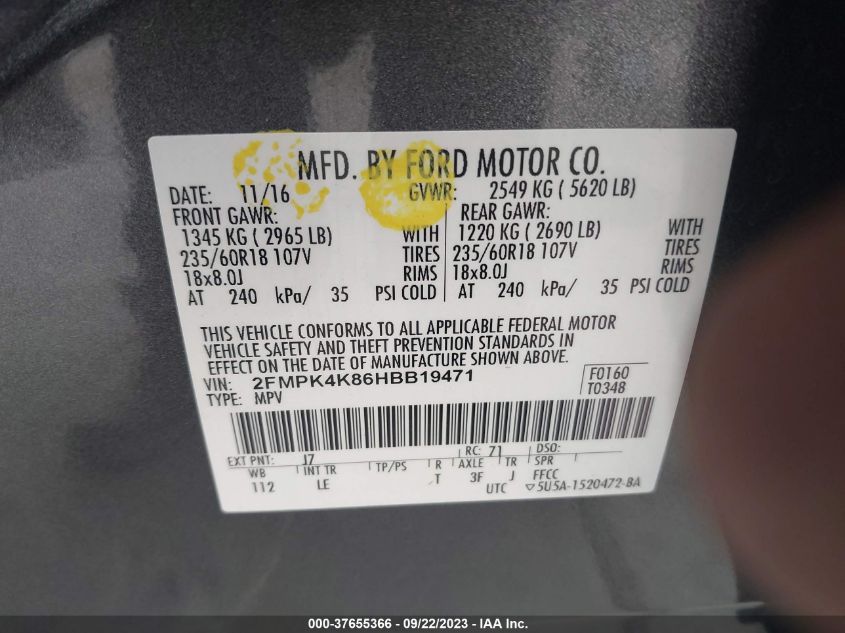 MFD. BY FORD MOTOR CO.
DATE: 11/16 GVWR: 2549 KG ( 5620 LB)
FRONT GAWR: REAR GAWR:
1345 KG ( 2965 LB) WITH 1220 KG ( 2690 LB) WITH
235/60R18 107V TIRES 235/60R18 107V TIRES
18x8.0J RIMS 18x8.0J RIMS
AT 240 kPa/ 35 PSI COLD AT 240 kPa/ 35 PSI COLD
THIS VEHICLE CONFORMS TO ALL APPLICABLE FEDERAL MOTOR
VEHICLE SAFETY AND THEFT PREVENTION STANDARDS IN
EFFECT ON THE DATE OF MANUFACTURE SHOWN ABOVE.
VIN: 2FMPK4K86HBB19471 F0160
TYPE: MPV T0348
EXT PNT: J7 RC: 71 DSO:
WB INT TR TP/PS R AXLE TR SPR
112 LE T 3F J FFCC
UTC ▽5U5A-1520472-BA
000-37655366 - 09/22/2023 - IAA Inc.